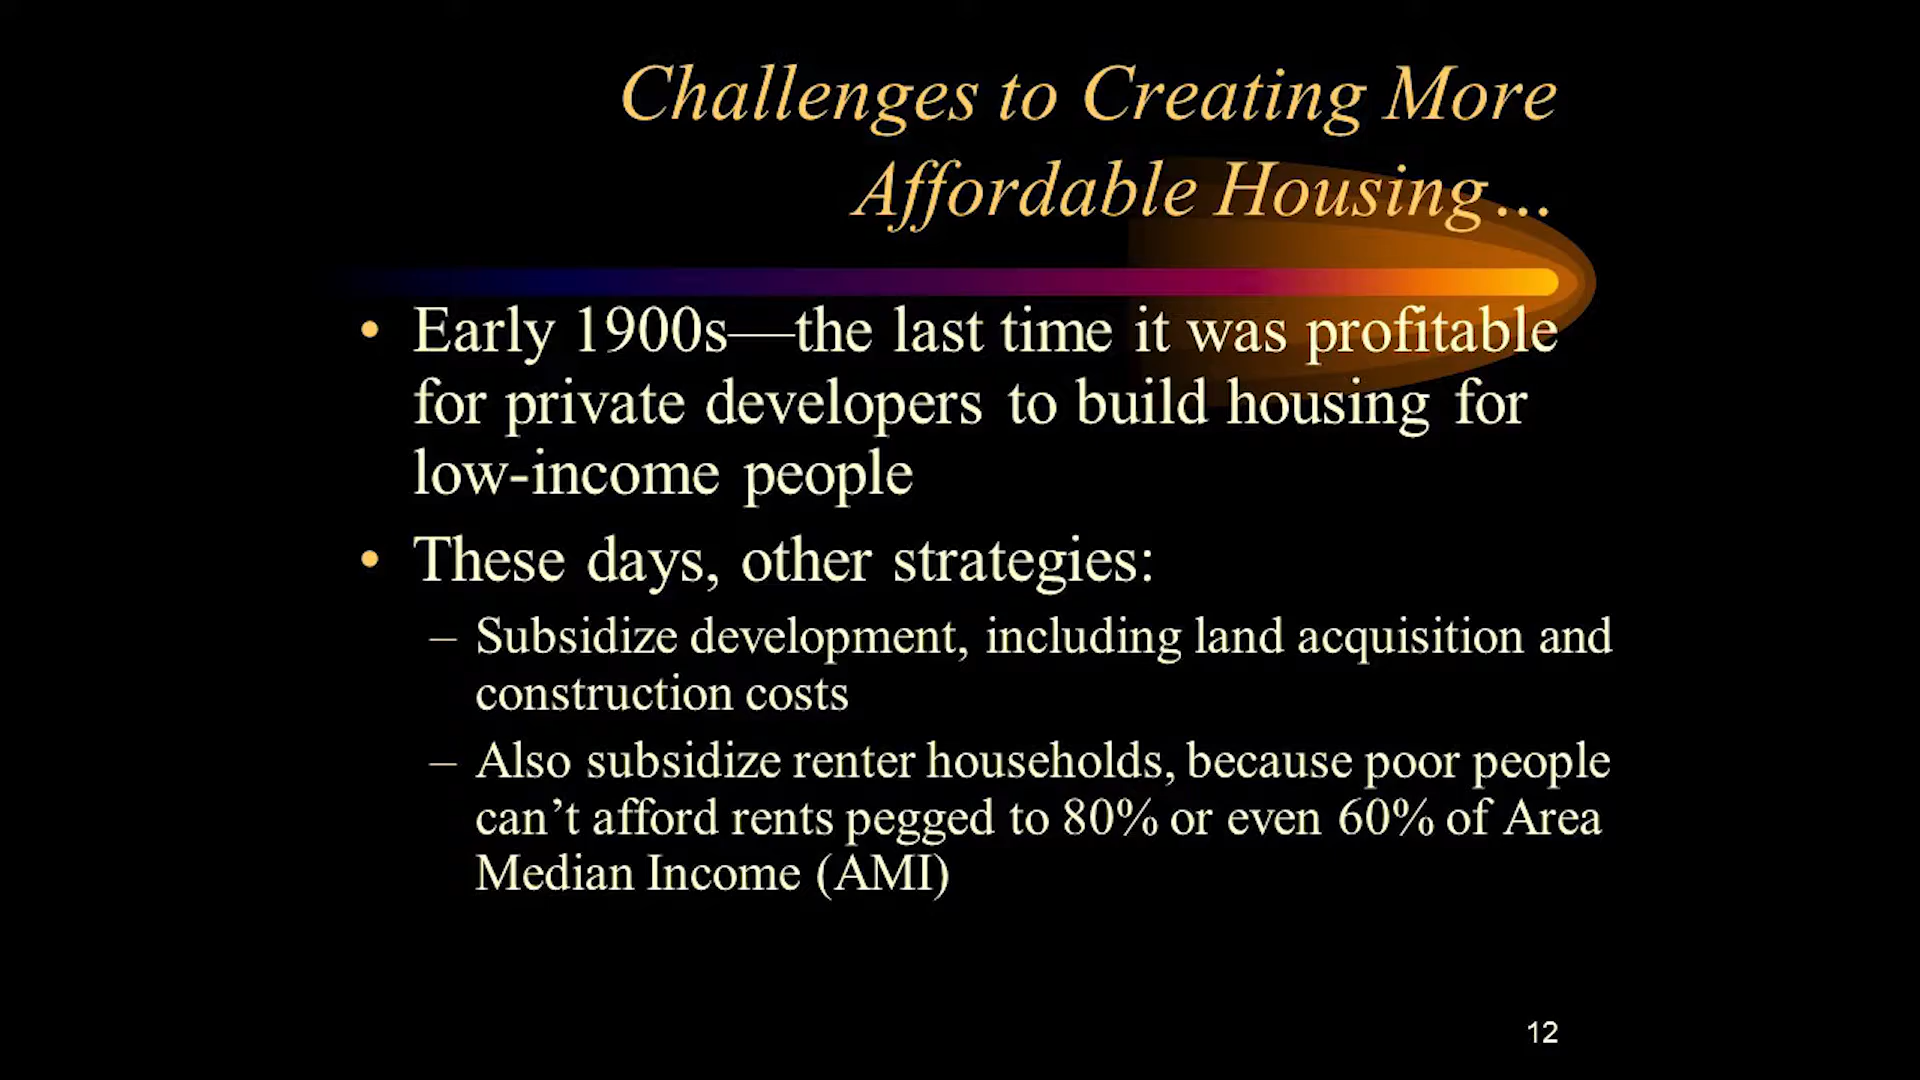 Challenges to Creating More
Affordable Housing…
• Early 1900s—the last time it was profitable
for private developers to build housing for
low-income people
• These days, other strategies:
– Subsidize development, including land acquisition and
construction costs
– Also subsidize renter households, because poor people
can’t afford rents pegged to 80% or even 60% of Area
Median Income (AMI)
12